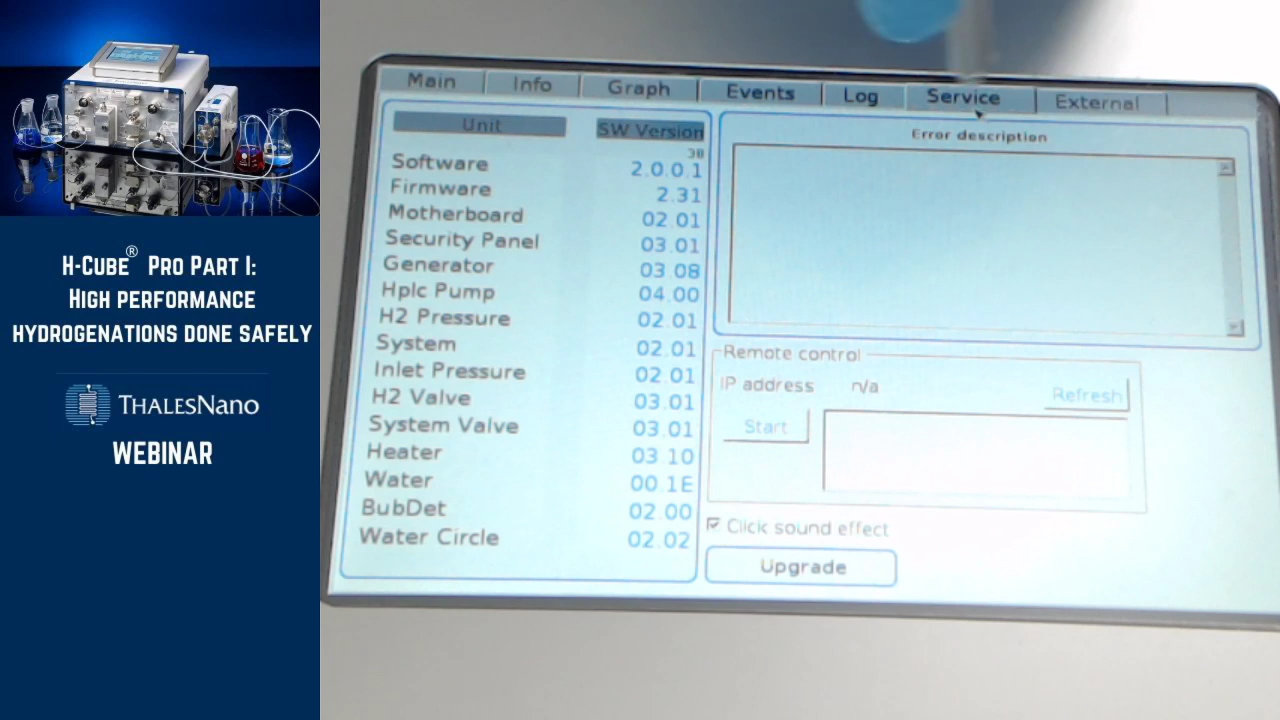 H-Cube® Pro Part I:
High performance
hydrogenations done safely
ThalesNano
WEBINAR
Main Info Graph Events Log Service External
Unit SW Version
38
Software 2.0.0.1
Firmware 2.31
Motherboard 02.01
Security Panel 03.01
Generator 03 08
Hplc Pump 04.00
H2 Pressure 02.01
System 02.01
Inlet Pressure 02.01
H2 Valve 03.01
System Valve 03.01
Heater 03.10
Water 00.1E
BubDet 02.00
Water Circle 02.02
Error description
Remote control
IP address n/a Refresh
Start
Click sound effect
Upgrade